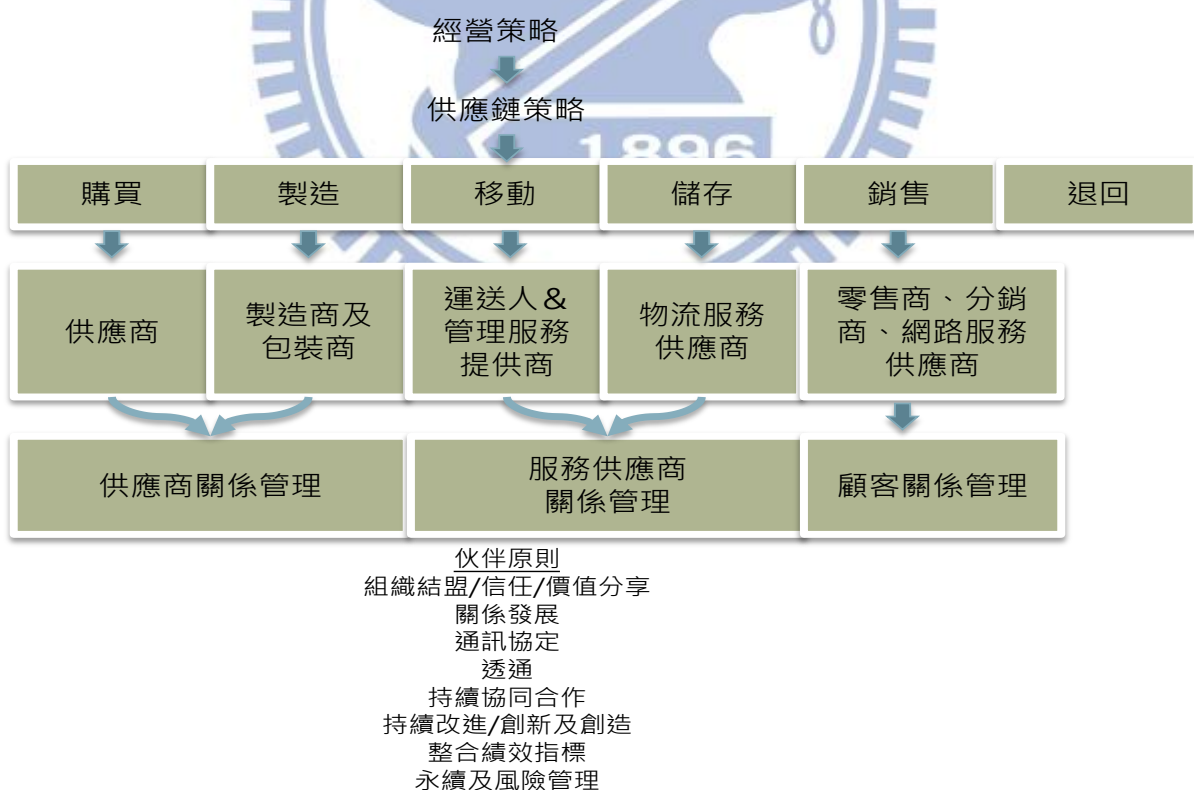 經營策略
供應鏈策略
1896
購買
製造
移動
儲存
銷售
退回
供應商
製造商及
包裝商
運送人&
管理服務
提供商
物流服務
供應商
零售商、分銷
商、網路服務
供應商
供應商關係管理
服務供應商
關係管理
顧客關係管理
伙伴原則
組織結盟/信任/價值分享
關係發展
通訊協定
透通
持續協同合作
持續改進/創新及創造
整合績效指標
永續及風險管理